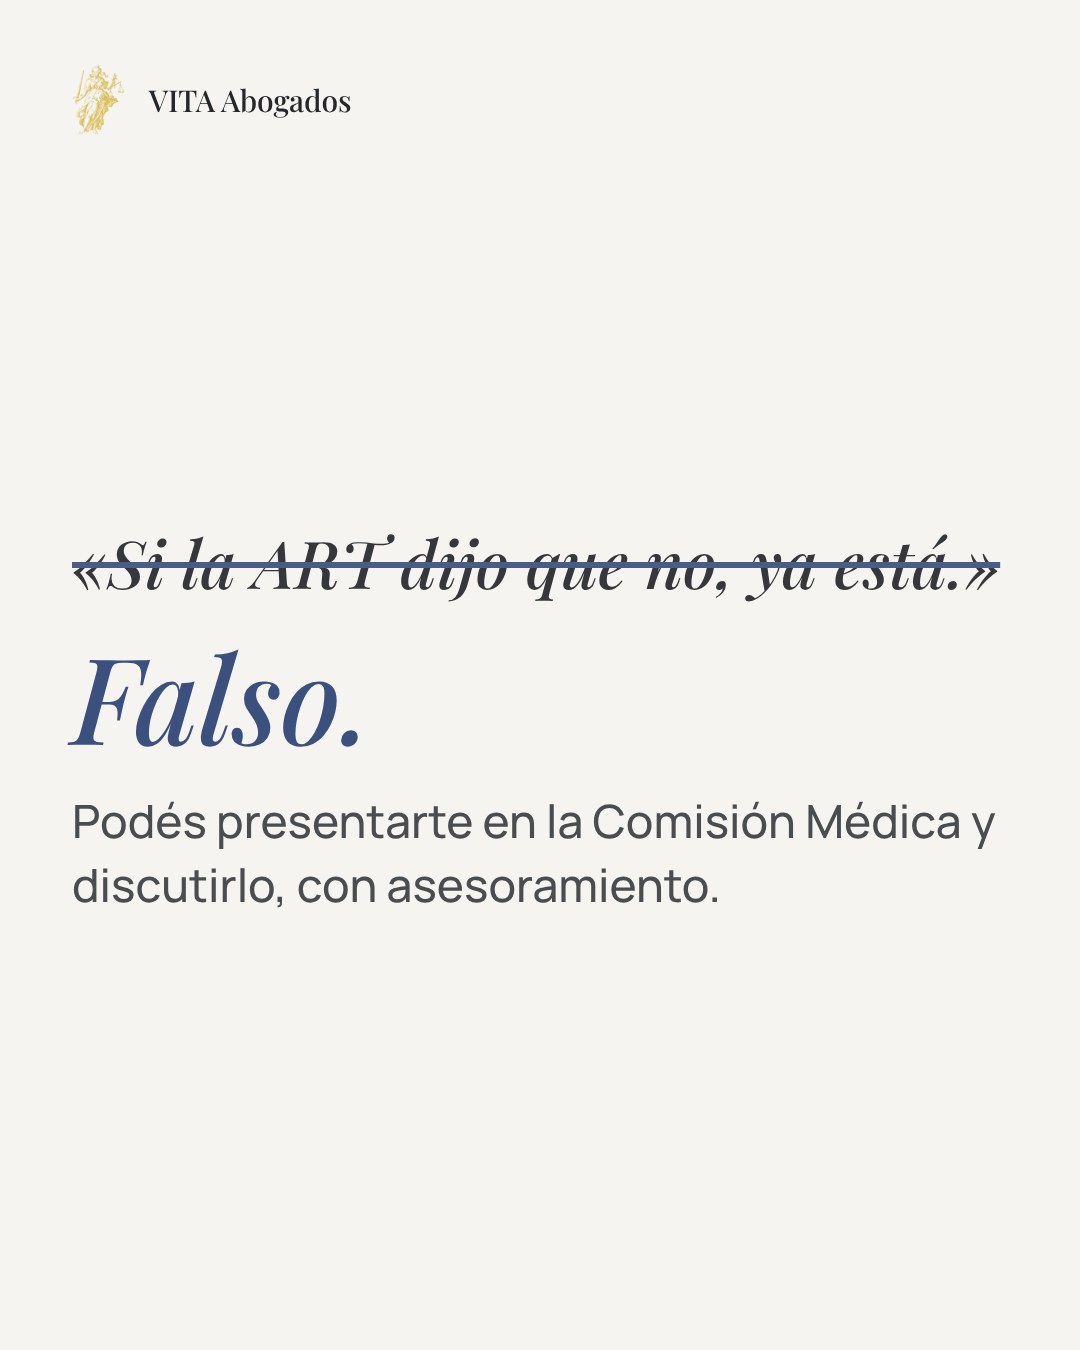 VITA Abogados
«Si la ART dijo que no, ya está.»
Falso.
Podés presentarte en la Comisión Médica y
discutirlo, con asesoramiento.